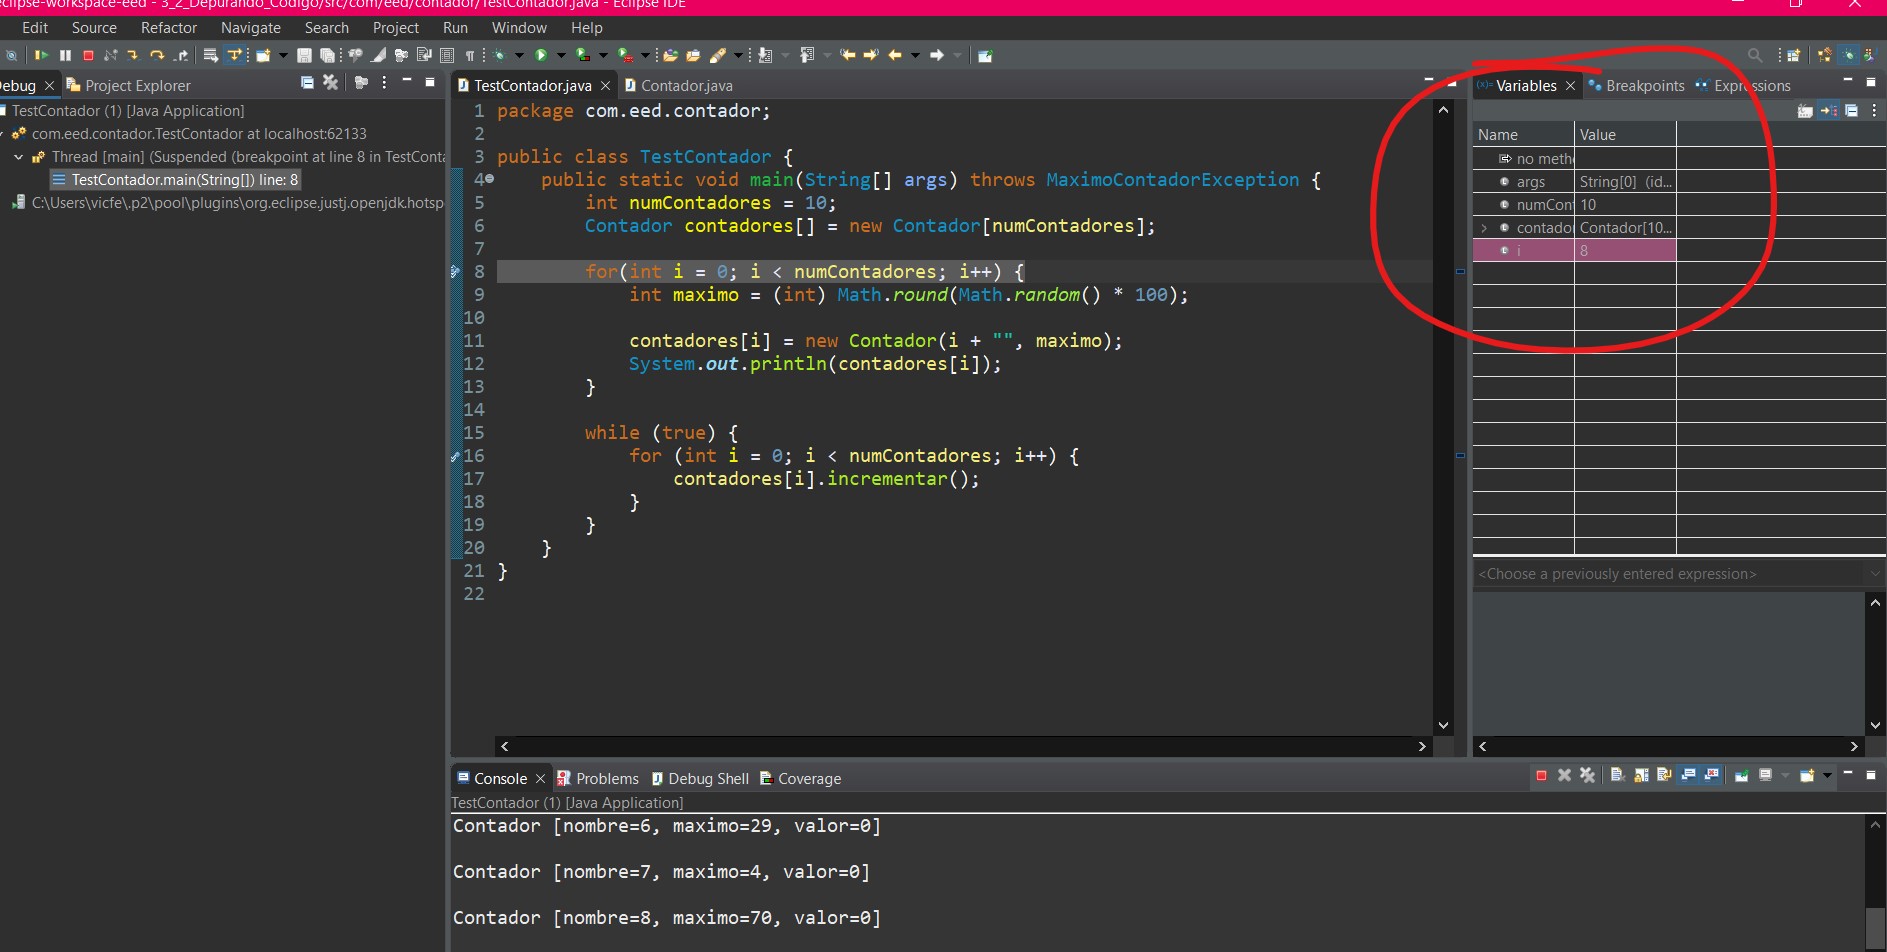 eclipse-workspace-eed - 3_2_Depurando_Codigo/src/com/eed/contador/TestContador.java - Eclipse IDE
Edit Source Refactor Navigate Search Project Run Window Help
Debug Project Explorer
TestContador (1) [Java Application]
com.eed.contador.TestContador at localhost:62133
Thread [main] (Suspended (breakpoint at line 8 in TestConta
TestContador.main(String[]) line: 8
C:\Users\vicfe\.p2\pool\plugins\org.eclipse.justj.openjdk.hotsp
TestContador.java Contador.java
1 package com.eed.contador;
2
3 public class TestContador {
4 public static void main(String[] args) throws MaximoContadorException {
5 int numContadores = 10;
6 Contador contadores[] = new Contador[numContadores];
7
8 for(int i = 0; i < numContadores; i++) {
9 int maximo = (int) Math.round(Math.random() * 100);
10
11 contadores[i] = new Contador(i + "", maximo);
12 System.out.println(contadores[i]);
13 }
14
15 while (true) {
16 for (int i = 0; i < numContadores; i++) {
17 contadores[i].incrementar();
18 }
19 }
20 }
21 }
22
(x)= Variables Breakpoints Expressions
Name Value
no meth
args String[0] (id...
numCon 10
contador Contador[10...
i 8
<Choose a previously entered expression>
Console Problems Debug Shell Coverage
TestContador (1) [Java Application]
Contador [nombre=6, maximo=29, valor=0]
Contador [nombre=7, maximo=4, valor=0]
Contador [nombre=8, maximo=70, valor=0]